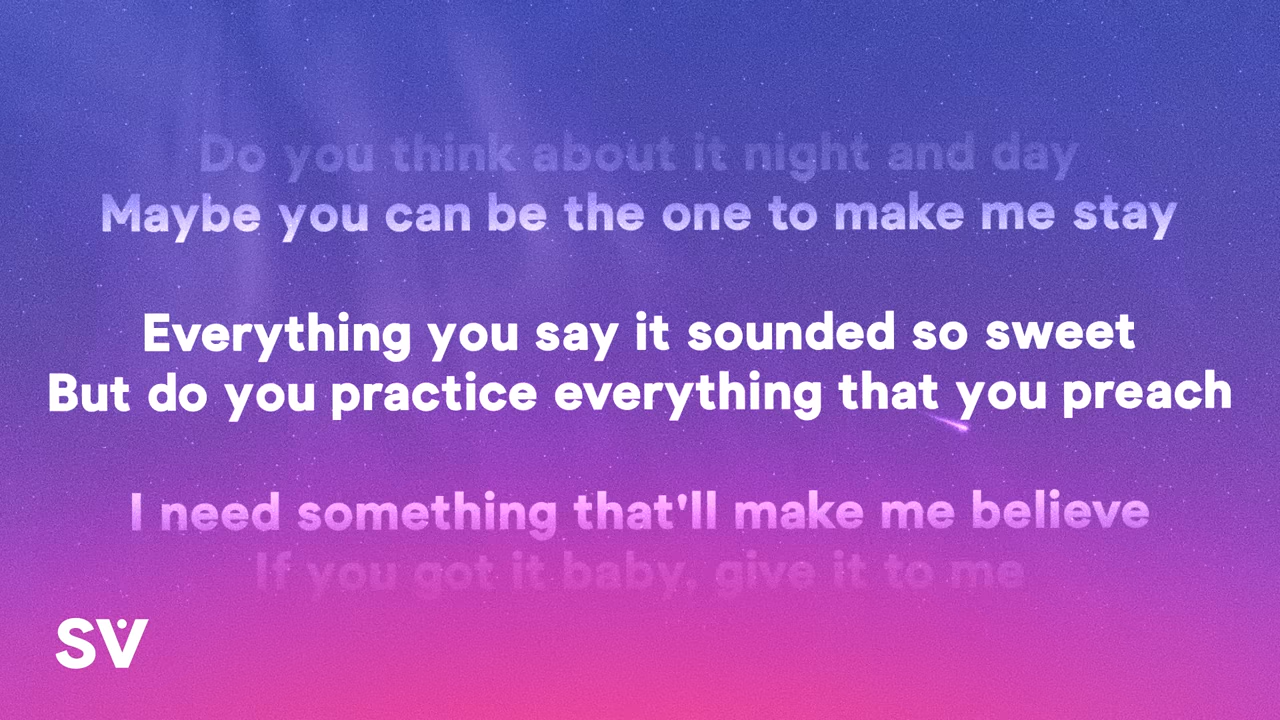 Do you think about it night and day
Maybe you can be the one to make me stay
Everything you say it sounded so sweet
But do you practice everything that you preach
I need something that'll make me believe
If you got it baby, give it to me
SV